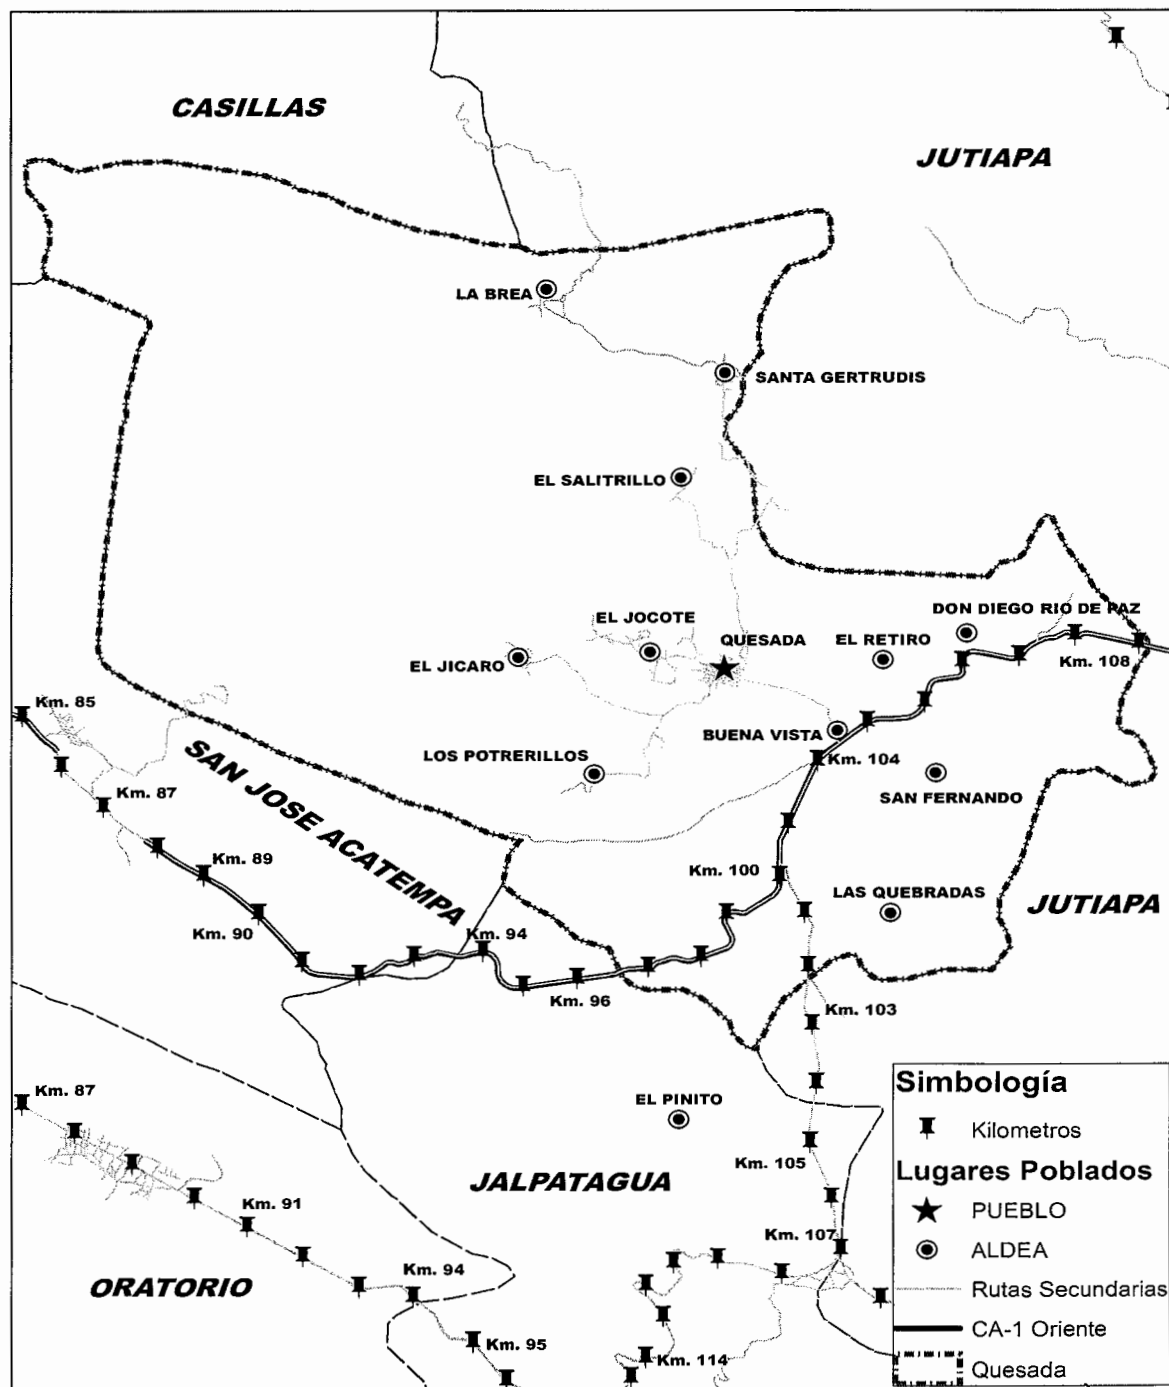 CASILLAS
JUTIAPA
LA BREA
SANTA GERTRUDIS
EL SALITRILLO
DON DIEGO RIO DE PAZ
EL JOCOTE
QUESADA
EL RETIRO
EL JICARO
Km. 108
Km. 85
BUENA VISTA
LOS POTRERILLOS
Km. 104
SAN JOSE ACATEMPA
Km. 87
SAN FERNANDO
Km. 89
Km. 100
LAS QUEBRADAS
JUTIAPA
Km. 90
Km. 94
Km. 96
Km. 103
Km. 87
EL PINITO
Km. 105
JALPATAGUA
Km. 91
Km. 107
ORATORIO
Km. 94
Km. 95
Km. 114
Simbología
Kilometros
Lugares Poblados
PUEBLO
ALDEA
Rutas Secundarias
CA-1 Oriente
Quesada